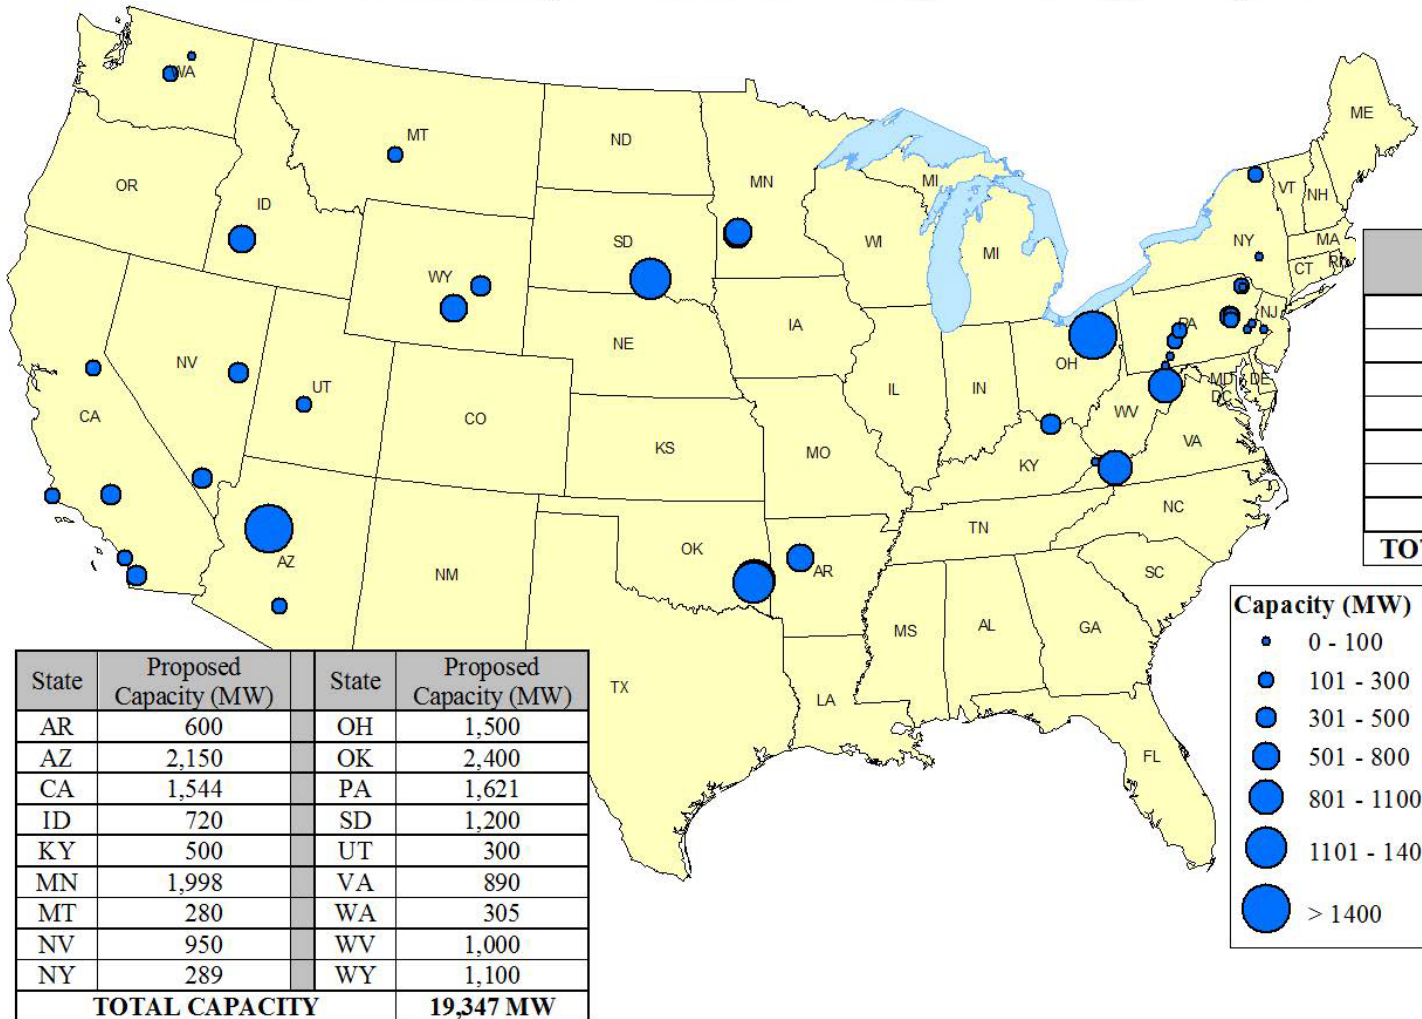 WA
MT
ND
MN
MI
ME
VT
NH
OR
ID
SD
WI
MI
NY
MA
CT
RI
WY
IA
PA
NJ
NV
NE
OH
UT
IL
IN
MD
DE
DC
CA
CO
WV
VA
KS
MO
KY
NC
TN
OK
AZ
NM
AR
SC
MS
AL
GA
TX
LA
FL
State Proposed Capacity (MW) State Proposed Capacity (MW)
AR 600 OH 1,500
AZ 2,150 OK 2,400
CA 1,544 PA 1,621
ID 720 SD 1,200
KY 500 UT 300
MN 1,998 VA 890
MT 280 WA 305
NV 950 WV 1,000
NY 289 WY 1,100
TOTAL CAPACITY 19,347 MW
Capacity (MW)
0 - 100
101 - 300
301 - 500
501 - 800
801 - 1100
1101 - 140
> 1400